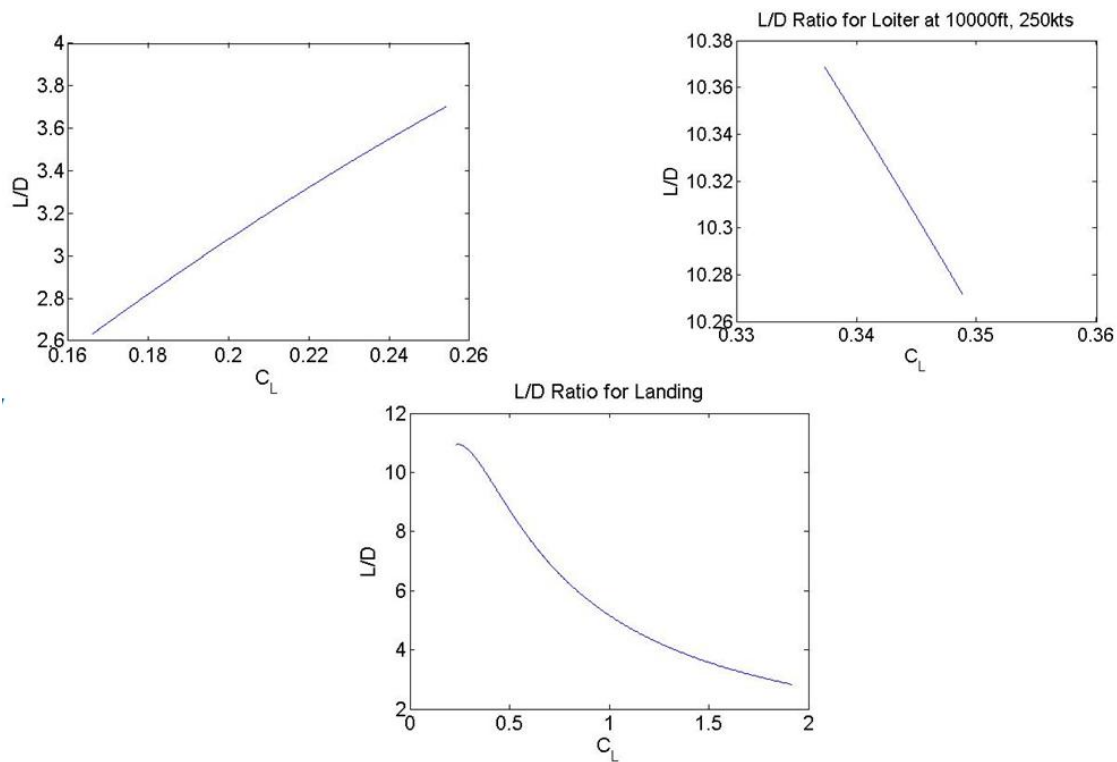 4
3.8
3.6
3.4
3.2
3
2.8
2.6
L/D
0.16 0.18 0.2 0.22 0.24 0.26
C_L
L/D Ratio for Loiter at 10000ft, 250kts
10.38
10.36
10.34
10.32
10.3
10.28
10.26
L/D
0.33 0.34 0.35 0.36
C_L
L/D Ratio for Landing
12
10
8
6
4
2
L/D
0 0.5 1 1.5 2
C_L